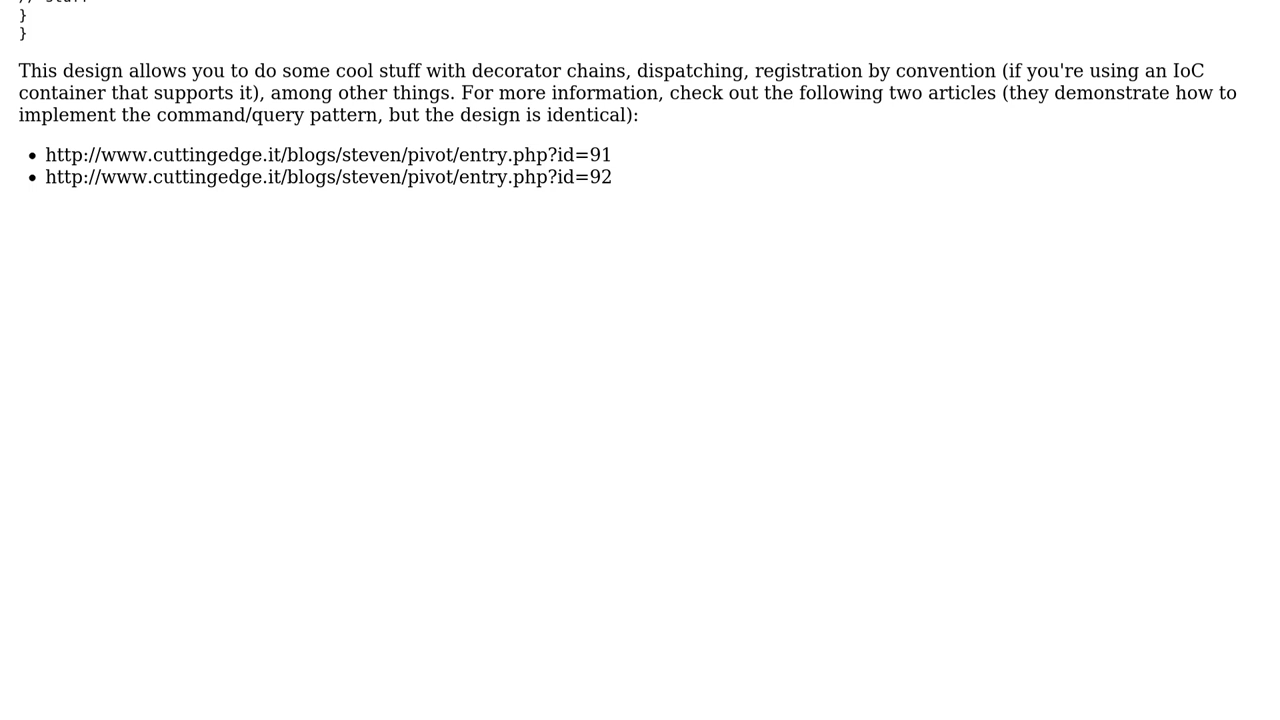 }
}
This design allows you to do some cool stuff with decorator chains, dispatching, registration by convention (if you're using an IoC
container that supports it), among other things. For more information, check out the following two articles (they demonstrate how to
implement the command/query pattern, but the design is identical):
• http://www.cuttingedge.it/blogs/steven/pivot/entry.php?id=91
• http://www.cuttingedge.it/blogs/steven/pivot/entry.php?id=92